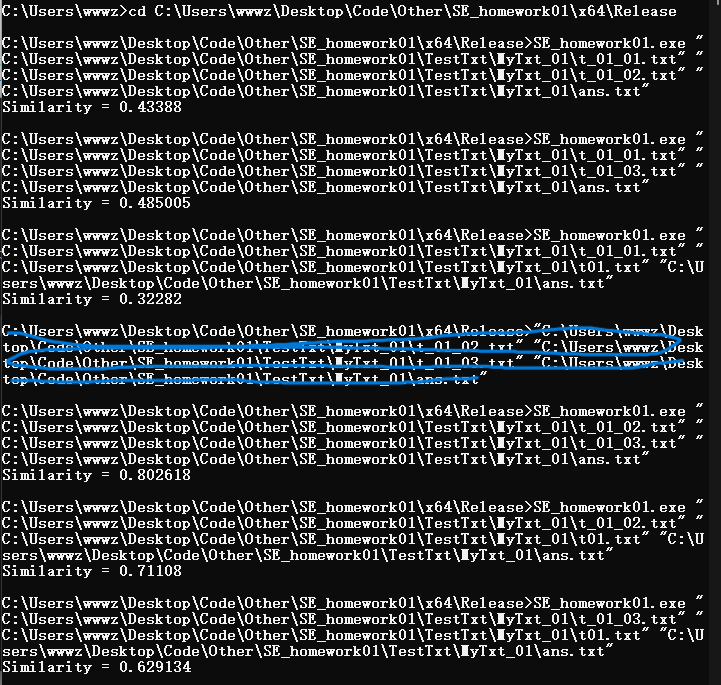 C:\Users\wwwz>cd C:\Users\wwwz\Desktop\Code\Other\SE_homework01\x64\Release
C:\Users\wwwz\Desktop\Code\Other\SE_homework01\x64\Release>SE_homework01.exe "
C:\Users\wwwz\Desktop\Code\Other\SE_homework01\TestTxt\MyTxt_01\t_01_01.txt" "
C:\Users\wwwz\Desktop\Code\Other\SE_homework01\TestTxt\MyTxt_01\t_01_02.txt" "
C:\Users\wwwz\Desktop\Code\Other\SE_homework01\TestTxt\MyTxt_01\ans.txt"
Similarity = 0.43388
C:\Users\wwwz\Desktop\Code\Other\SE_homework01\x64\Release>SE_homework01.exe "
C:\Users\wwwz\Desktop\Code\Other\SE_homework01\TestTxt\MyTxt_01\t_01_01.txt" "
C:\Users\wwwz\Desktop\Code\Other\SE_homework01\TestTxt\MyTxt_01\t_01_03.txt" "
C:\Users\wwwz\Desktop\Code\Other\SE_homework01\TestTxt\MyTxt_01\ans.txt"
Similarity = 0.485005
C:\Users\wwwz\Desktop\Code\Other\SE_homework01\x64\Release>SE_homework01.exe "
C:\Users\wwwz\Desktop\Code\Other\SE_homework01\TestTxt\MyTxt_01\t_01_01.txt" "
C:\Users\wwwz\Desktop\Code\Other\SE_homework01\TestTxt\MyTxt_01\t01.txt" "C:\U
sers\wwwz\Desktop\Code\Other\SE_homework01\TestTxt\MyTxt_01\ans.txt"
Similarity = 0.32282
C:\Users\wwwz\Desktop\Code\Other\SE_homework01\x64\Release>"C:\Users\wwwz\Desk
top\Code\Other\SE_homework01\TestTxt\MyTxt_01\t_01_02.txt" "C:\Users\wwwz\Desk
top\Code\Other\SE_homework01\TestTxt\MyTxt_01\t_01_03.txt" "C:\Users\wwwz\Desk
top\Code\Other\SE_homework01\TestTxt\MyTxt_01\ans.txt"
C:\Users\wwwz\Desktop\Code\Other\SE_homework01\x64\Release>SE_homework01.exe "
C:\Users\wwwz\Desktop\Code\Other\SE_homework01\TestTxt\MyTxt_01\t_01_02.txt" "
C:\Users\wwwz\Desktop\Code\Other\SE_homework01\TestTxt\MyTxt_01\t_01_03.txt" "
C:\Users\wwwz\Desktop\Code\Other\SE_homework01\TestTxt\MyTxt_01\ans.txt"
Similarity = 0.802618
C:\Users\wwwz\Desktop\Code\Other\SE_homework01\x64\Release>SE_homework01.exe "
C:\Users\wwwz\Desktop\Code\Other\SE_homework01\TestTxt\MyTxt_01\t_01_02.txt" "
C:\Users\wwwz\Desktop\Code\Other\SE_homework01\TestTxt\MyTxt_01\t01.txt" "C:\U
sers\wwwz\Desktop\Code\Other\SE_homework01\TestTxt\MyTxt_01\ans.txt"
Similarity = 0.71108
C:\Users\wwwz\Desktop\Code\Other\SE_homework01\x64\Release>SE_homework01.exe "
C:\Users\wwwz\Desktop\Code\Other\SE_homework01\TestTxt\MyTxt_01\t_01_03.txt" "
C:\Users\wwwz\Desktop\Code\Other\SE_homework01\TestTxt\MyTxt_01\t01.txt" "C:\U
sers\wwwz\Desktop\Code\Other\SE_homework01\TestTxt\MyTxt_01\ans.txt"
Similarity = 0.629134